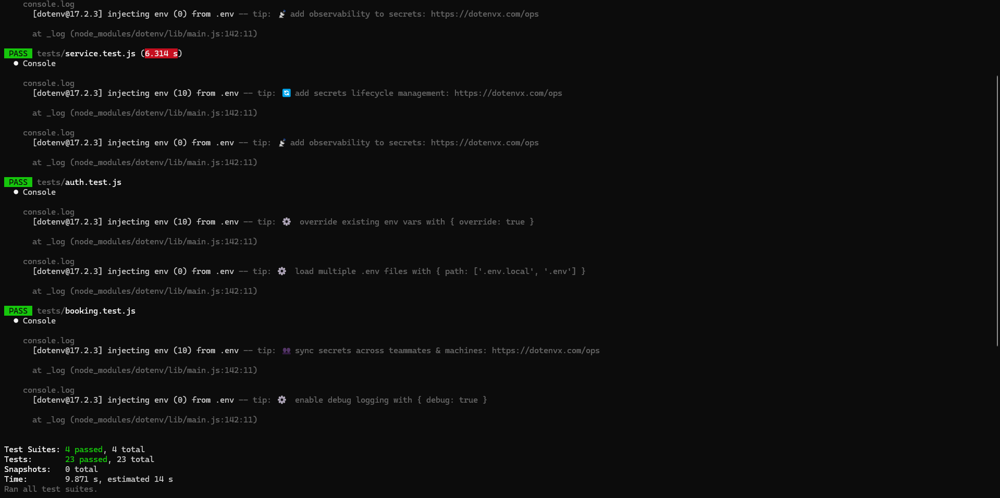 console.log
[dotenv@17.2.3] injecting env (0) from .env -- tip: 📡 add observability to secrets: https://dotenvx.com/ops
at _log (node_modules/dotenv/lib/main.js:142:11)
PASS tests/service.test.js (6.314 s)
● Console
console.log
[dotenv@17.2.3] injecting env (10) from .env -- tip: 🔄 add secrets lifecycle management: https://dotenvx.com/ops
at _log (node_modules/dotenv/lib/main.js:142:11)
console.log
[dotenv@17.2.3] injecting env (0) from .env -- tip: 📡 add observability to secrets: https://dotenvx.com/ops
at _log (node_modules/dotenv/lib/main.js:142:11)
PASS tests/auth.test.js
● Console
console.log
[dotenv@17.2.3] injecting env (10) from .env -- tip: ⚙️ override existing env vars with { override: true }
at _log (node_modules/dotenv/lib/main.js:142:11)
console.log
[dotenv@17.2.3] injecting env (0) from .env -- tip: ⚙️ load multiple .env files with { path: ['.env.local', '.env'] }
at _log (node_modules/dotenv/lib/main.js:142:11)
PASS tests/booking.test.js
● Console
console.log
[dotenv@17.2.3] injecting env (10) from .env -- tip: 👥 sync secrets across teammates & machines: https://dotenvx.com/ops
at _log (node_modules/dotenv/lib/main.js:142:11)
console.log
[dotenv@17.2.3] injecting env (0) from .env -- tip: ⚙️ enable debug logging with { debug: true }
at _log (node_modules/dotenv/lib/main.js:142:11)
Test Suites: 4 passed, 4 total
Tests: 23 passed, 23 total
Snapshots: 0 total
Time: 9.871 s, estimated 14 s
Ran all test suites.